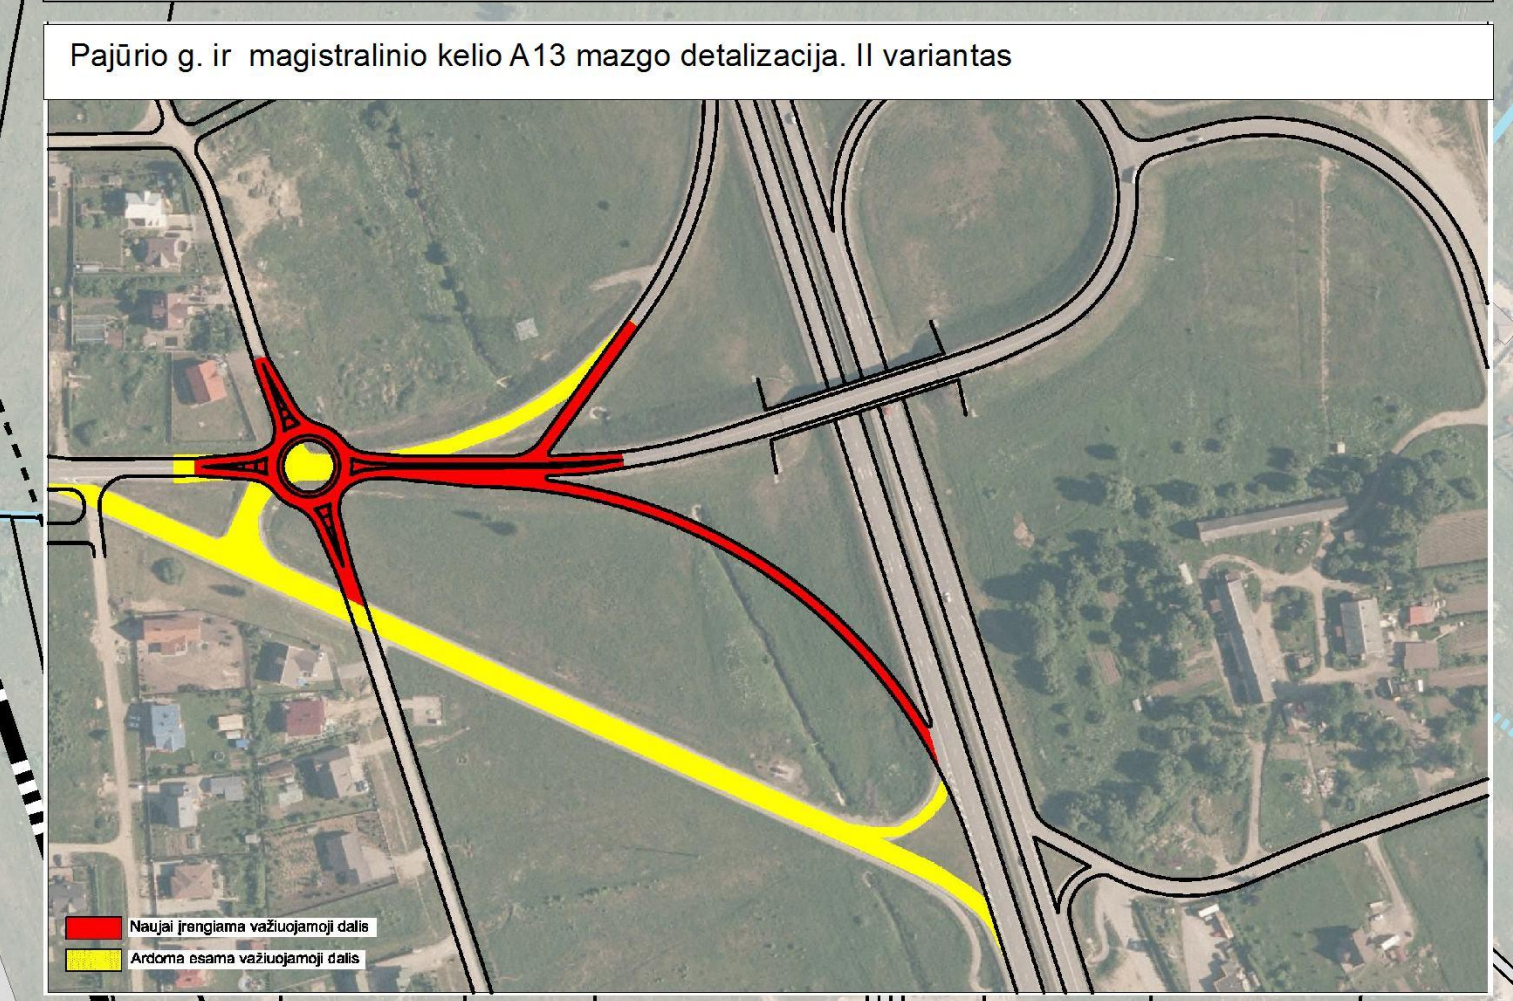 Pajūrio g. ir magistralinio kelio A13 mazgo detalizacija. II variantas
Naujai įrengiama važiuojamoji dalis
Ardoma esama važiuojamoji dalis